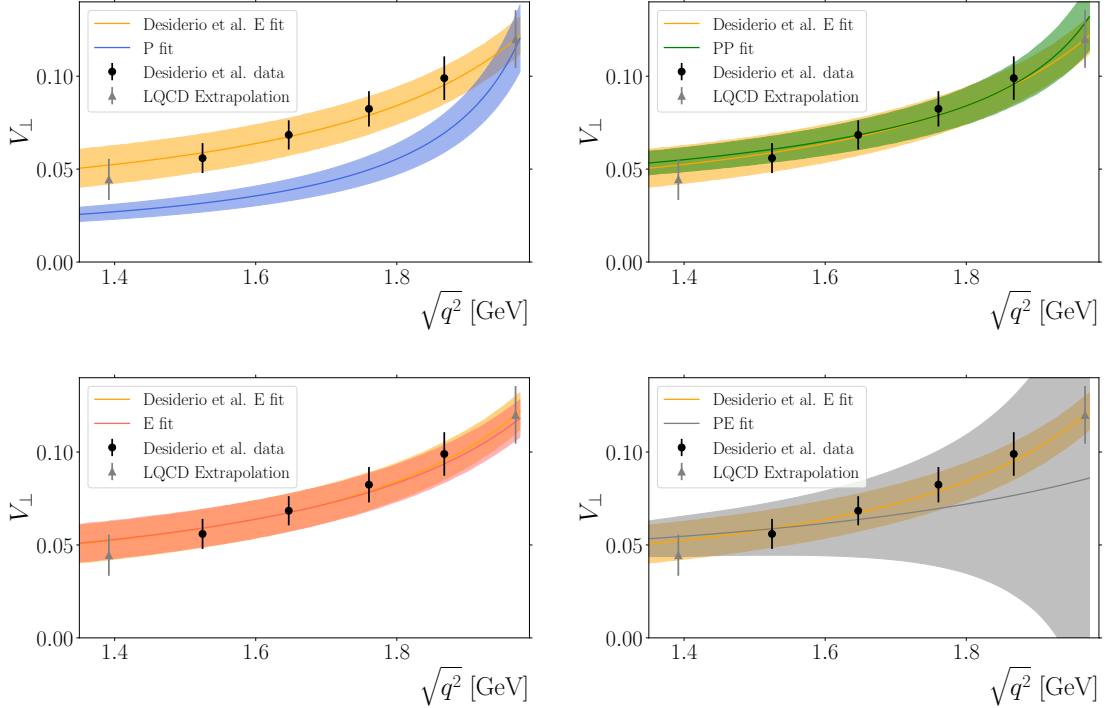 Desiderio et al. E fit
P fit
Desiderio et al. data
LQCD Extrapolation
0.10
0.05
0.00
V⊥
1.4
1.6
1.8
√q² [GeV]
Desiderio et al. E fit
PP fit
Desiderio et al. data
LQCD Extrapolation
0.10
0.05
0.00
V⊥
1.4
1.6
1.8
√q² [GeV]
Desiderio et al. E fit
E fit
Desiderio et al. data
LQCD Extrapolation
0.10
0.05
0.00
V⊥
1.4
1.6
1.8
√q² [GeV]
Desiderio et al. E fit
PE fit
Desiderio et al. data
LQCD Extrapolation
0.10
0.05
0.00
V⊥
1.4
1.6
1.8
√q² [GeV]